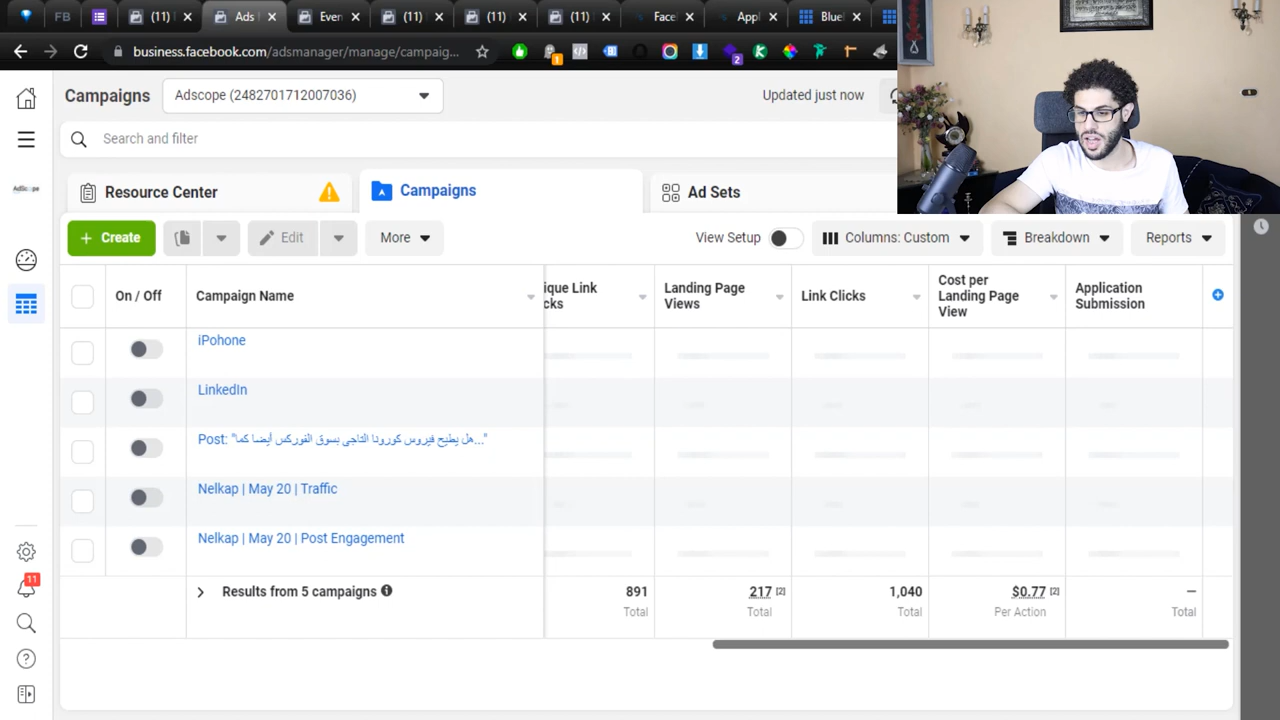 FB
(11)
Ads
Even
(11)
(11)
(11)
Face
Appl
Blue
business.facebook.com/adsmanager/manage/campaig...
1
2
Campaigns
Adscope (2482701712007036)
Updated just now
Search and filter
AdScope
Resource Center
Campaigns
Ad Sets
+ Create
Edit
More
View Setup
Columns: Custom
Breakdown
Reports
On / Off
Campaign Name
ique Link
cks
Landing Page
Views
Link Clicks
Cost per
Landing Page
View
Application
Submission
iPohone
LinkedIn
Post: "هل يطيح فيروس كورونا التاجي بسوق الفوركس أيضا كما..."
Nelkap | May 20 | Traffic
Nelkap | May 20 | Post Engagement
Results from 5 campaigns
891
217 [2]
1,040
$0.77 [2]
—
Total
Total
Total
Per Action
Total
11